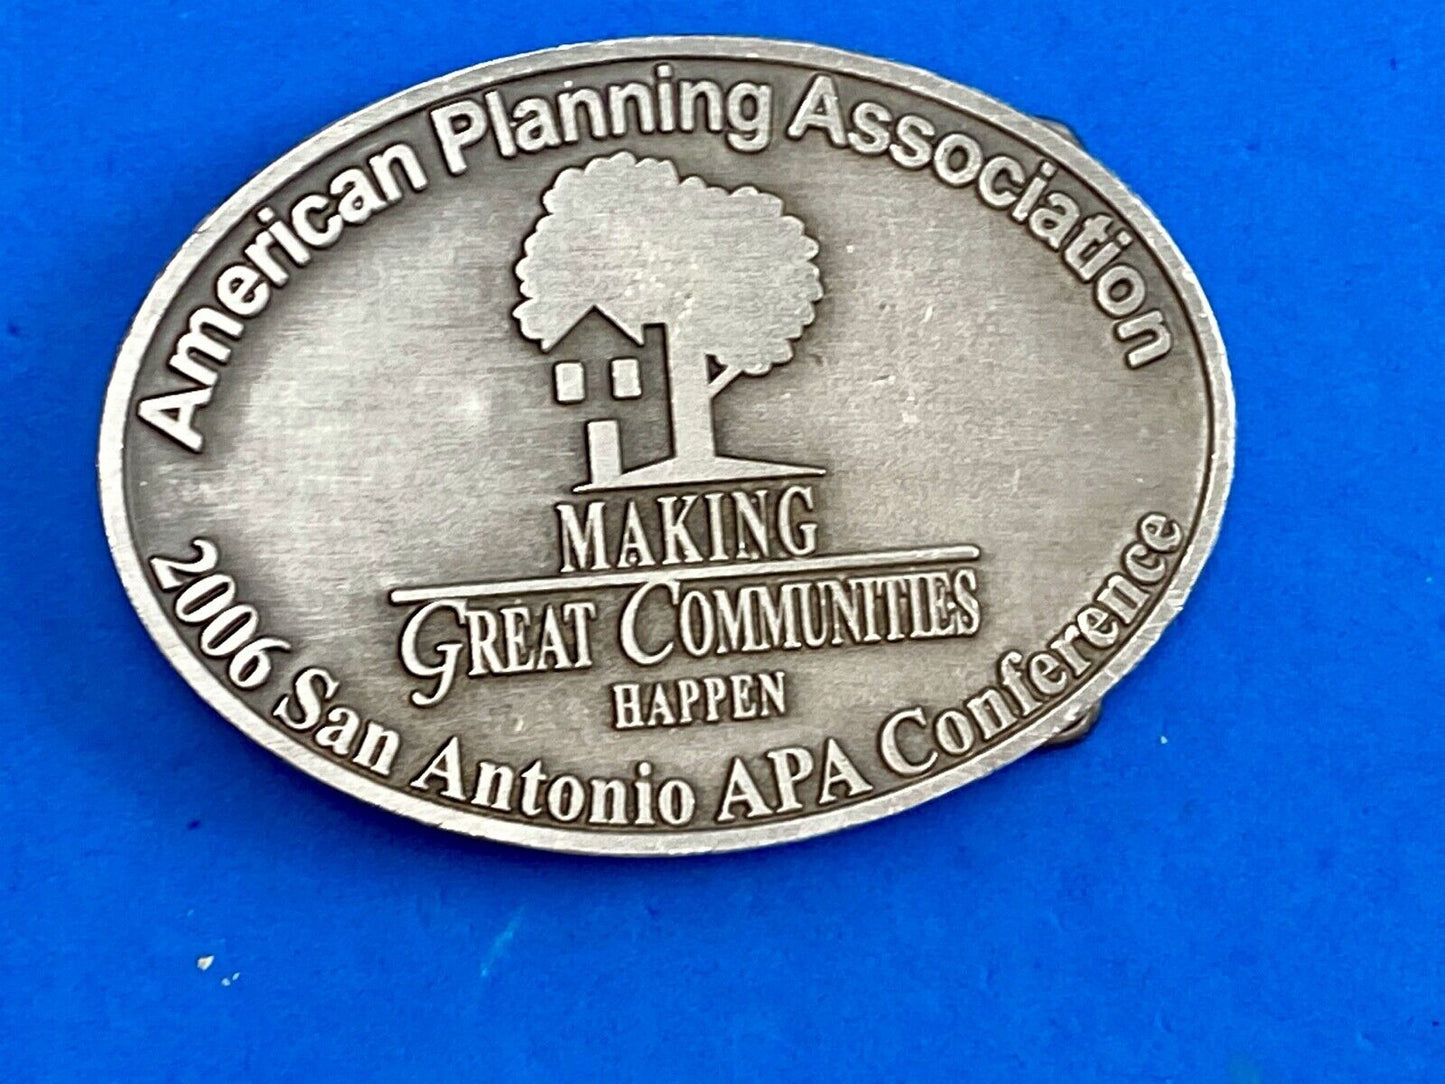 American Planning Association
MAKING
GREAT COMMUNITIES
HAPPEN
2006 San Antonio APA Conference